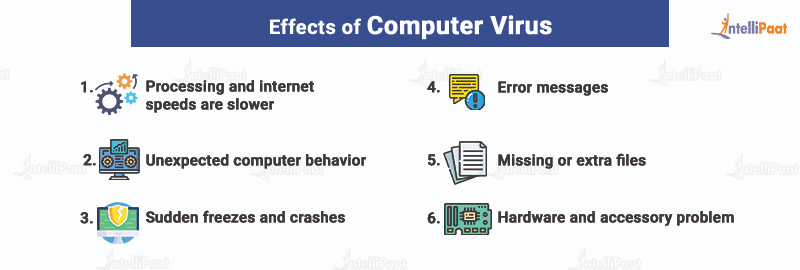 Effects of Computer Virus
IntelliPaat
1. Processing and internet
speeds are slower
2. Unexpected computer behavior
3. Sudden freezes and crashes
4. Error messages
5. Missing or extra files
6. Hardware and accessory problem